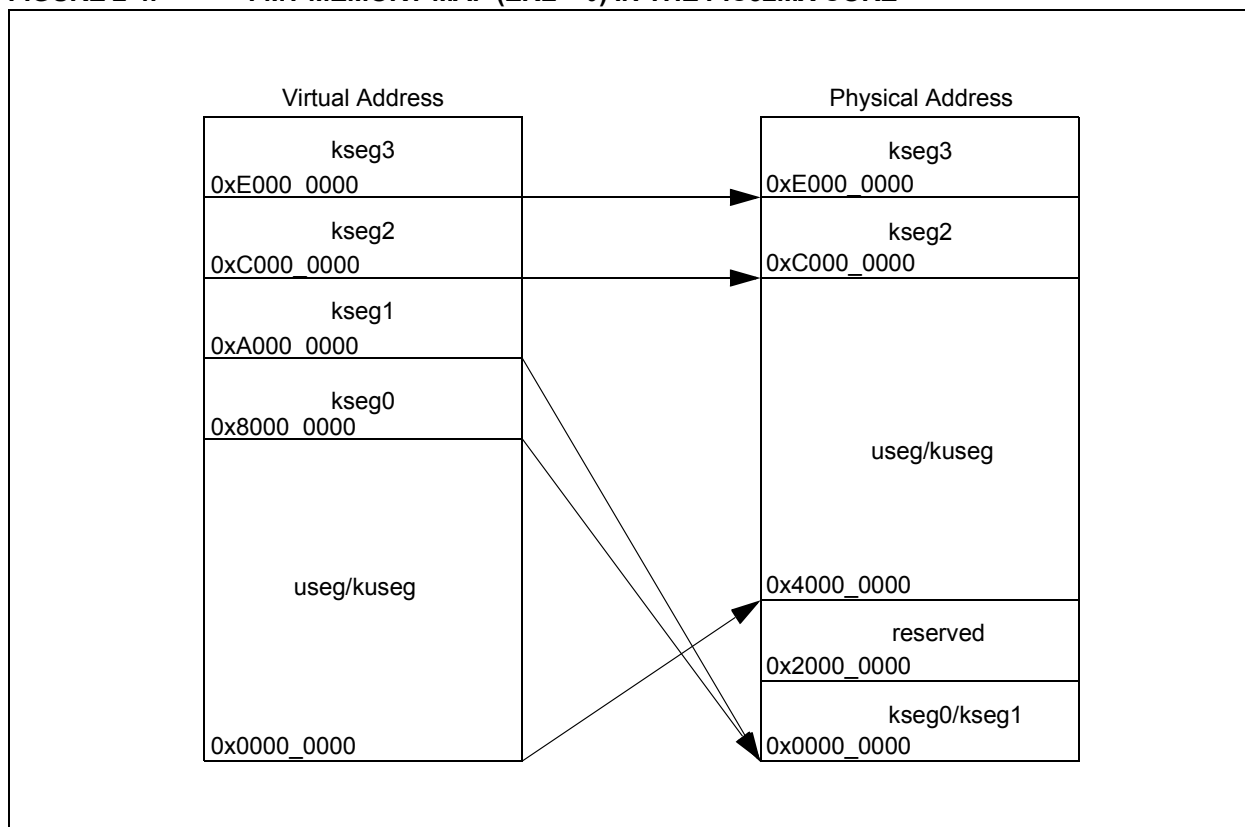 Virtual Address
kseg3
0xE000_0000
kseg2
0xC000_0000
kseg1
0xA000_0000
kseg0
0x8000_0000
useg/kuseg
0x0000_0000
Physical Address
kseg3
0xE000_0000
kseg2
0xC000_0000
useg/kuseg
0x4000_0000
reserved
0x2000_0000
kseg0/kseg1
0x0000_0000